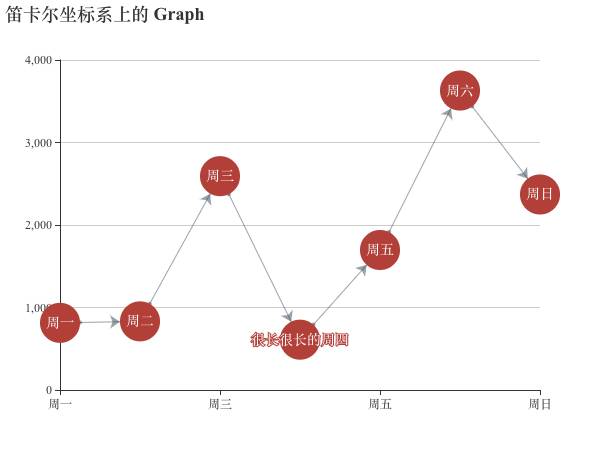 笛卡尔坐标系上的 Graph
4,000
周六
3,000
周三
周日
2,000
周五
1,000
周一
周二
很长很长的周四
0
周一
周三
周五
周日